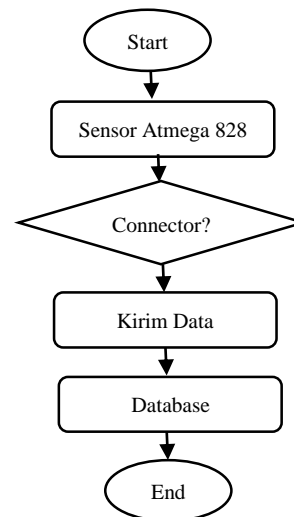 Start
Sensor Atmega 828
Connector?
Kirim Data
Database
End